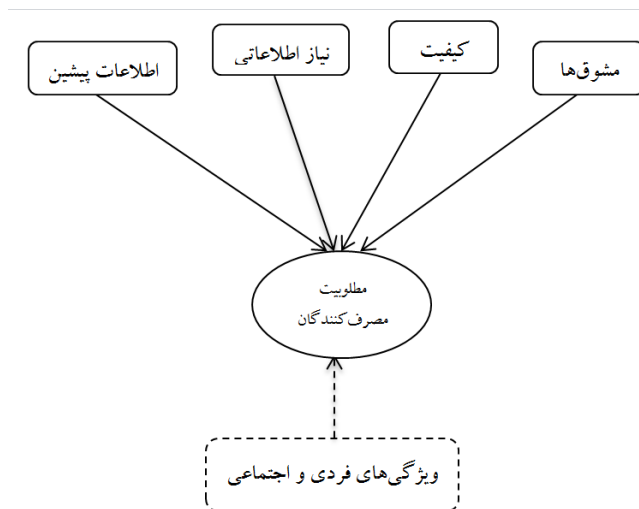 مشوق‌ها
کیفیت
نیاز اطلاعاتی
اطلاعات پیشین
مطلوبیت
مصرف‌کنندگان
ویژگی‌های فردی و اجتماعی